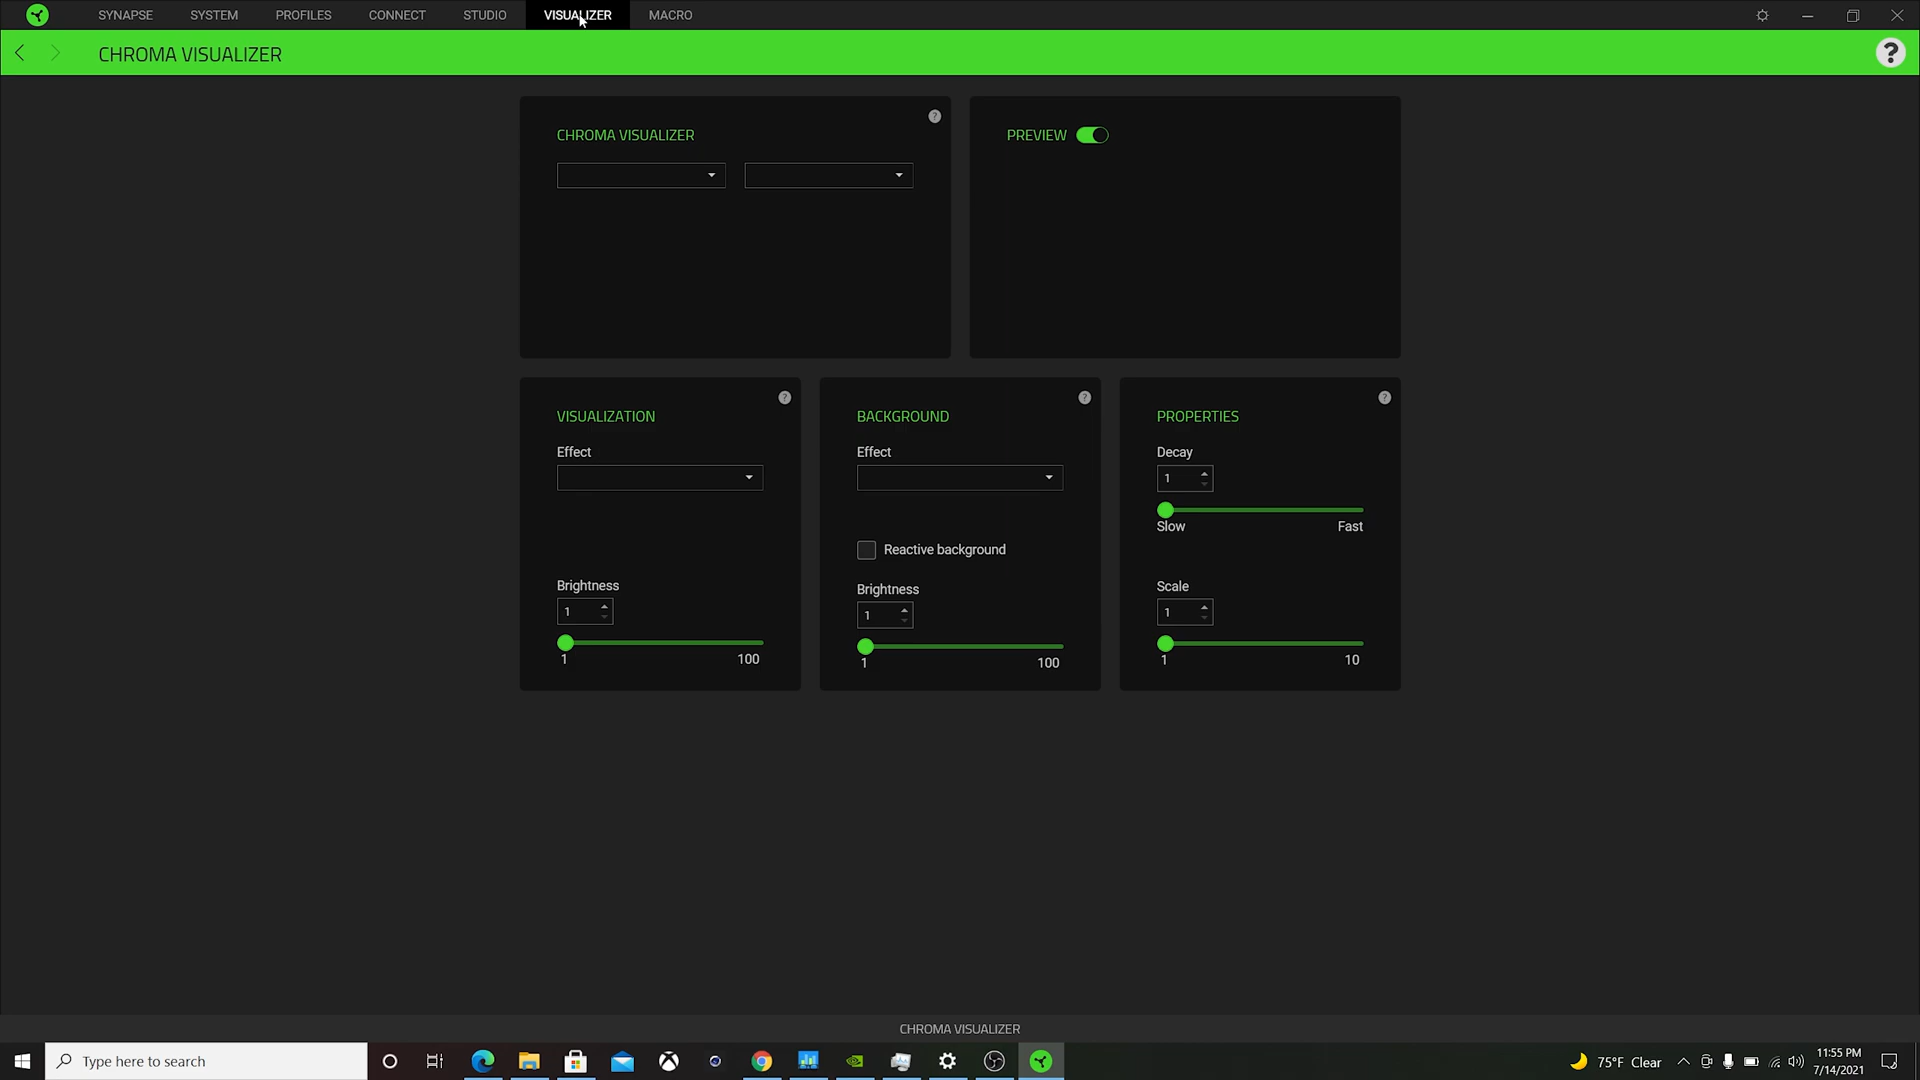 SYNAPSE SYSTEM PROFILES CONNECT STUDIO VISUALIZER MACRO
CHROMA VISUALIZER ?
CHROMA VISUALIZER ?
PREVIEW
VISUALIZATION ?
Effect
Brightness
1
1 100
BACKGROUND ?
Effect
Reactive background
Brightness
1
1 100
PROPERTIES ?
Decay
1
Slow Fast
Scale
1
1 10
CHROMA VISUALIZER
Type here to search
75°F Clear
11:55 PM
7/14/2021